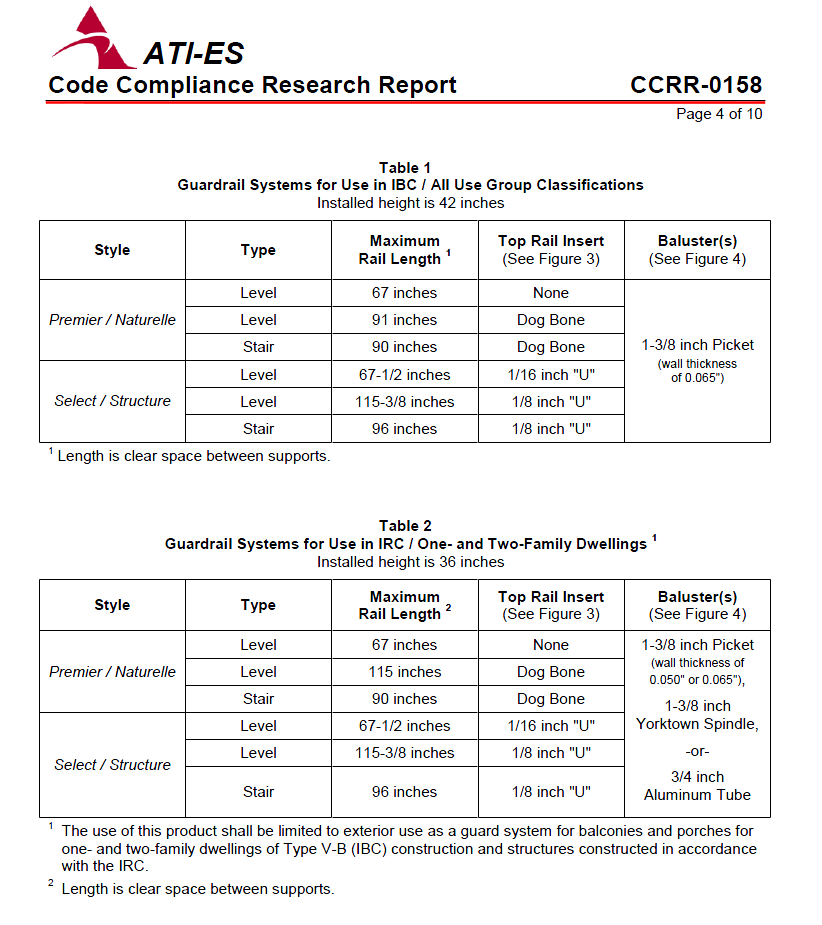 ATI-ES
Code Compliance Research Report CCRR-0158
Page 4 of 10
Table 1
Guardrail Systems for Use in IBC / All Use Group Classifications
Installed height is 42 inches
Style Type Maximum Rail Length 1 Top Rail Insert (See Figure 3) Baluster(s) (See Figure 4)
Premier / Naturelle Level 67 inches None 1-3/8 inch Picket (wall thickness of 0.065")
Level 91 inches Dog Bone
Stair 90 inches Dog Bone
Select / Structure Level 67-1/2 inches 1/16 inch "U"
Level 115-3/8 inches 1/8 inch "U"
Stair 96 inches 1/8 inch "U"
1 Length is clear space between supports.
Table 2
Guardrail Systems for Use in IRC / One- and Two-Family Dwellings 1
Installed height is 36 inches
Style Type Maximum Rail Length 2 Top Rail Insert (See Figure 3) Baluster(s) (See Figure 4)
Premier / Naturelle Level 67 inches None 1-3/8 inch Picket (wall thickness of 0.050" or 0.065"), 1-3/8 inch Yorktown Spindle, -or- 3/4 inch Aluminum Tube
Level 115 inches Dog Bone
Stair 90 inches Dog Bone
Select / Structure Level 67-1/2 inches 1/16 inch "U"
Level 115-3/8 inches 1/8 inch "U"
Stair 96 inches 1/8 inch "U"
1 The use of this product shall be limited to exterior use as a guard system for balconies and porches for
one- and two-family dwellings of Type V-B (IBC) construction and structures constructed in accordance
with the IRC.
2 Length is clear space between supports.